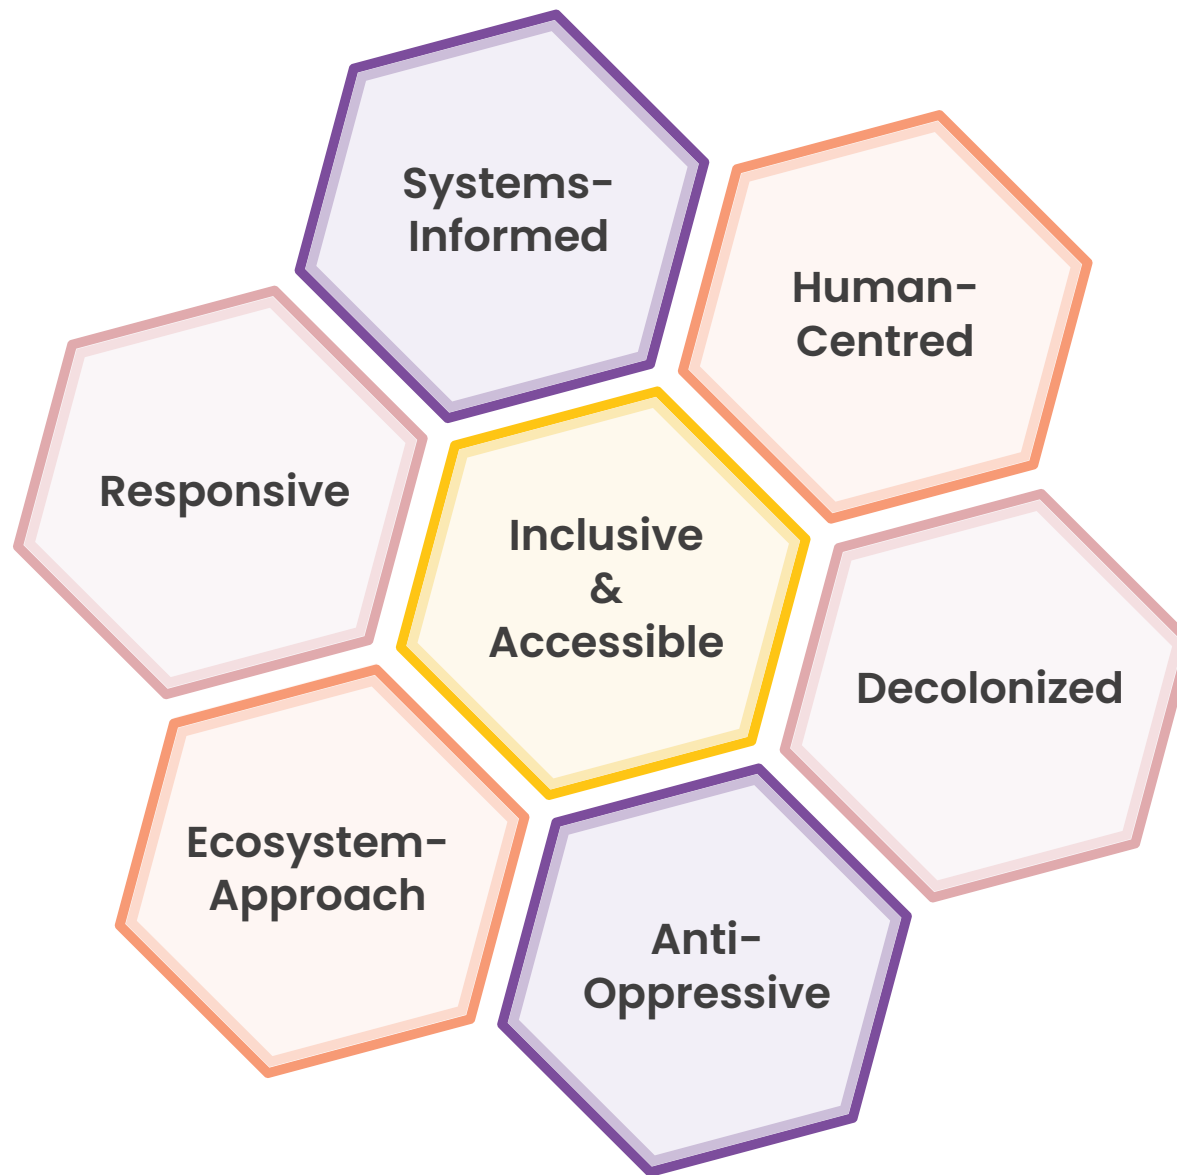 Systems-
Informed
Human-
Centred
Responsive
Inclusive
&
Accessible
Decolonized
Ecosystem-
Approach
Anti-
Oppressive